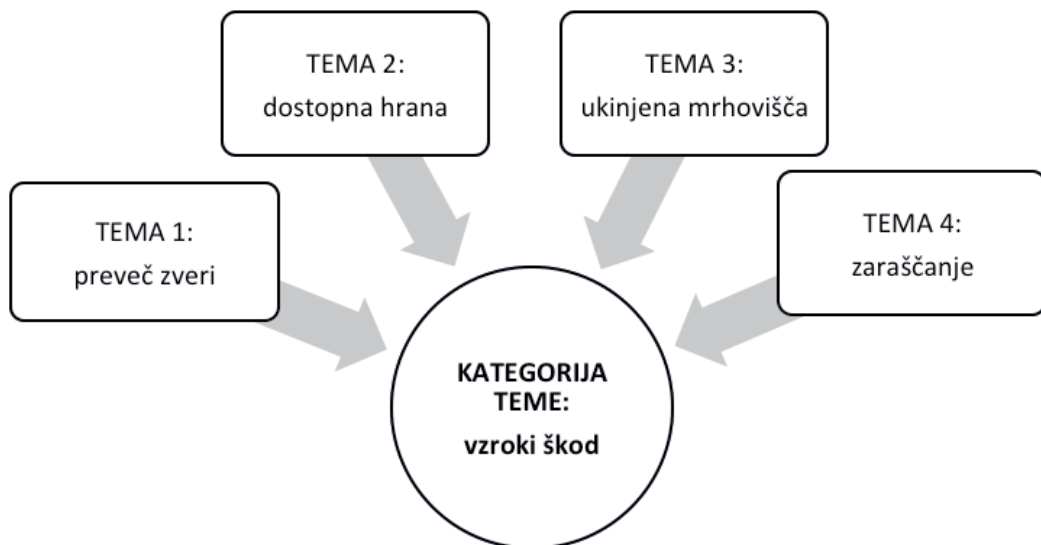 TEMA 1:
preveč zveri
TEMA 2:
dostopna hrana
TEMA 3:
ukinjena mrhovišča
TEMA 4:
zaraščanje
KATEGORIJA
TEME:
vzroki škod